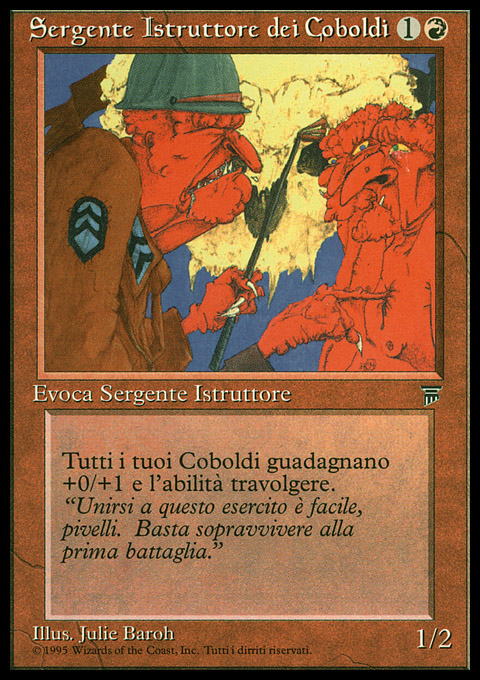 Sergente Istruttore dei Coboldi 1
Evoca Sergente Istruttore
Tutti i tuoi Coboldi guadagnano
+0/+1 e l'abilità travolgere.
“Unirsi a questo esercito è facile,
pivelli. Basta sopravvivere alla
prima battaglia.”
Illus. Julie Baroh
1/2
©1995 Wizards of the Coast, Inc. Tutti i dirriti riservati.